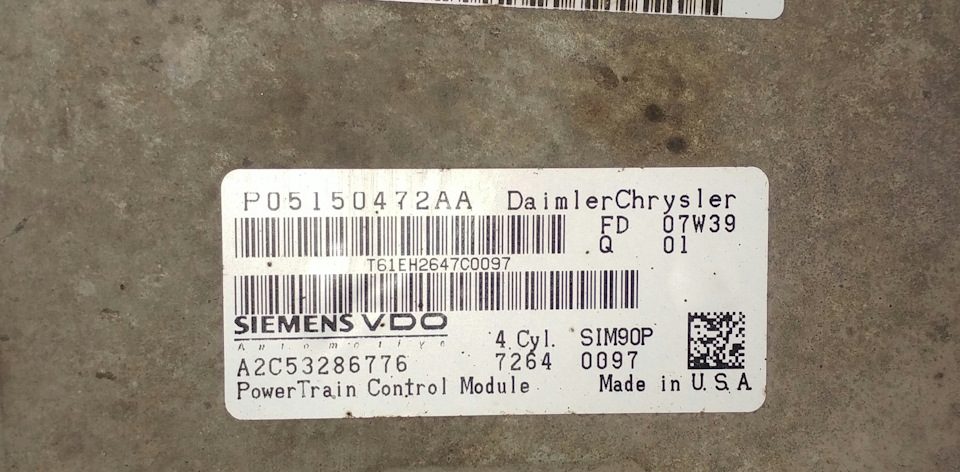 P05150472AA DaimlerChrysler
FD 07W39
Q 01
T61EH2647C0097
SIEMENS VDO
Automotive
4 Cyl. SIM90P
A2C53286776 7264 0097
PowerTrain Control Module Made in U.S.A